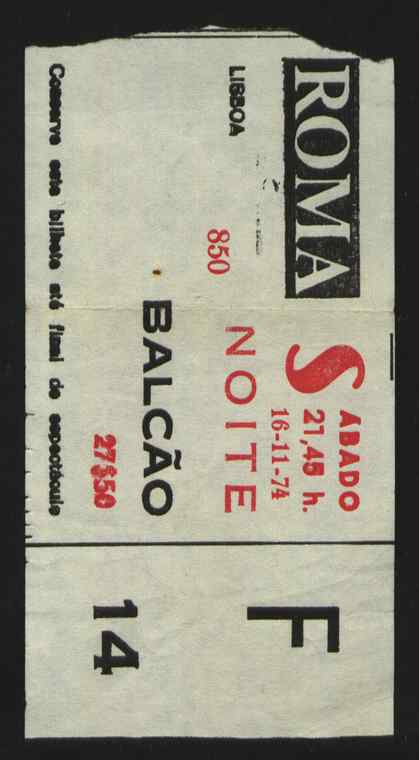 ROMA
LISBOA
SÁBADO
21,45 h.
16-11-74
850
NOITE
BALCÃO
27$50
Conserve este bilhete até final do espectáculo
F
14